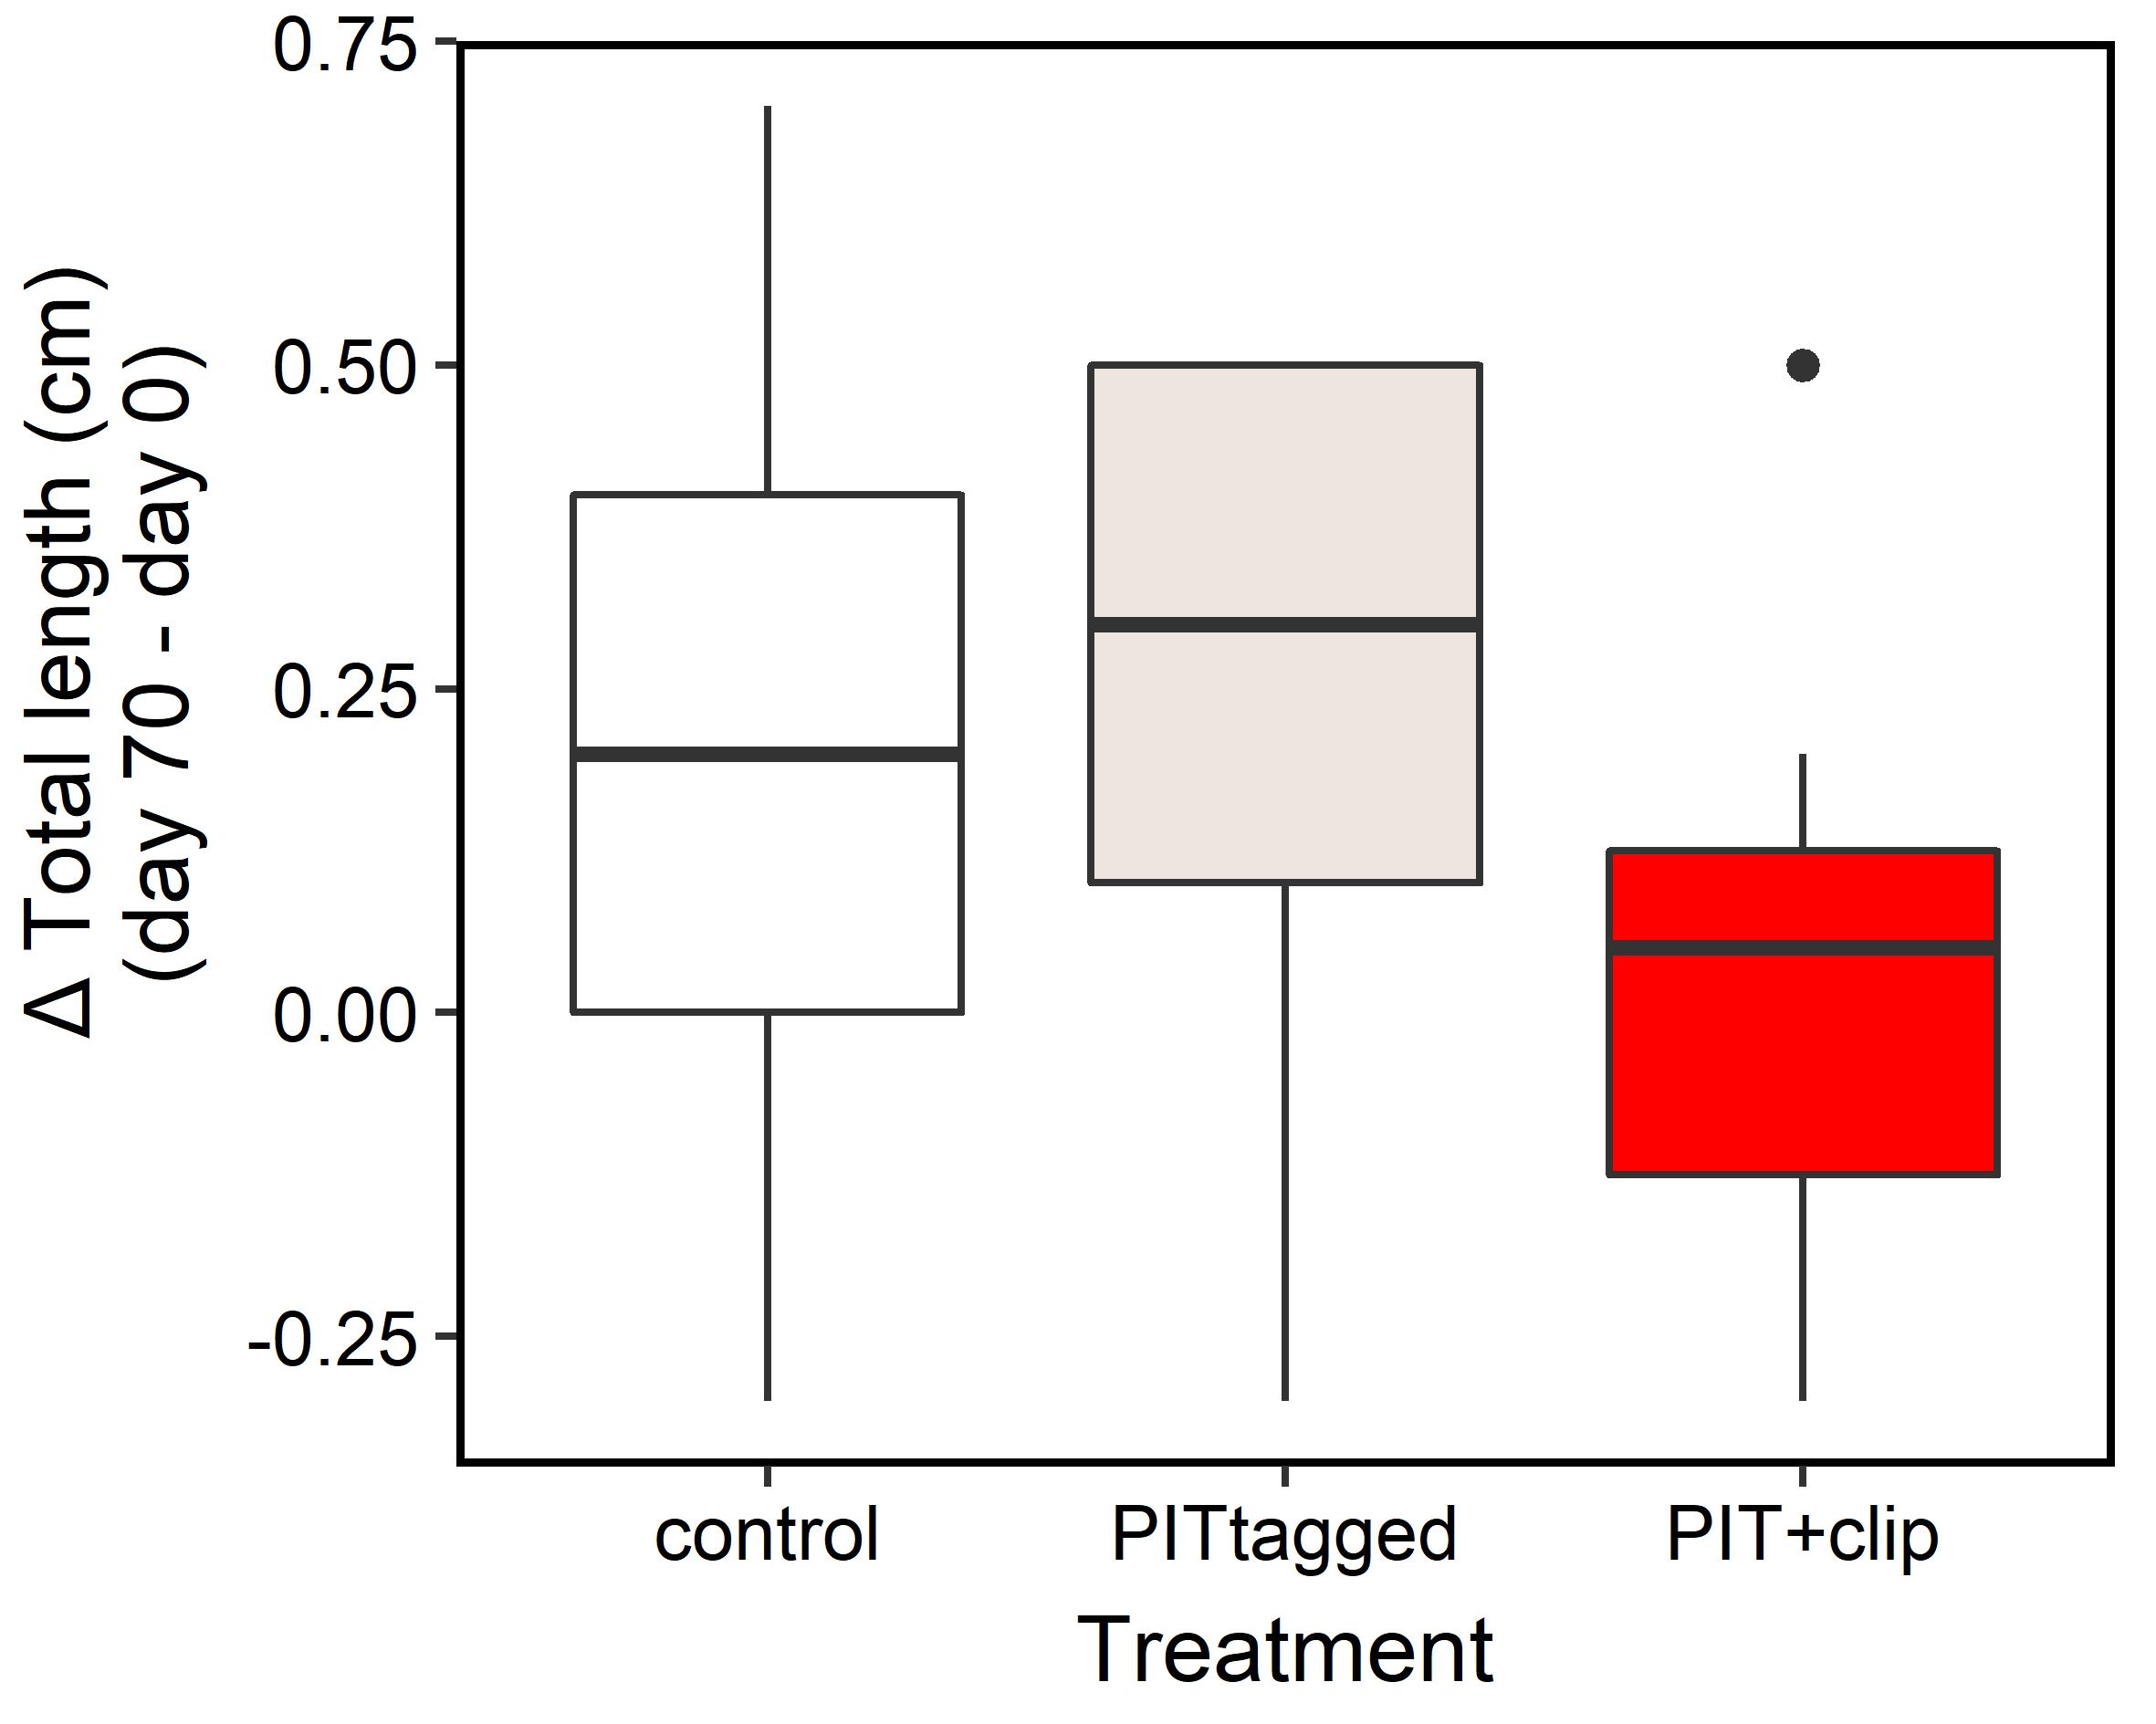 Δ Total length (cm)
(day 70 - day 0)
0.75
0.50
0.25
0.00
-0.25
control PITtagged PIT+clip
Treatment